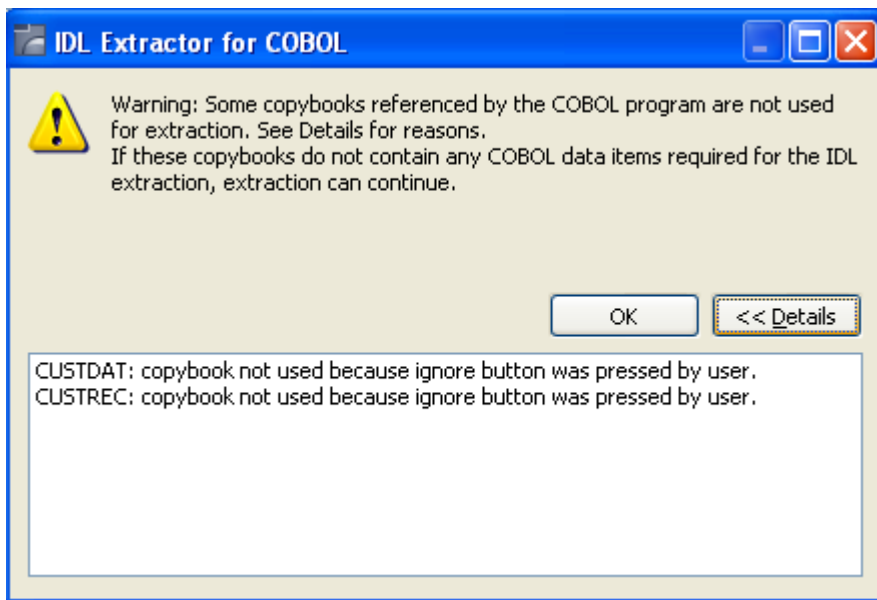 IDL Extractor for COBOL
Warning: Some copybooks referenced by the COBOL program are not used
for extraction. See Details for reasons.
If these copybooks do not contain any COBOL data items required for the IDL
extraction, extraction can continue.
OK
<< Details
CUSTDAT: copybook not used because ignore button was pressed by user.
CUSTREC: copybook not used because ignore button was pressed by user.